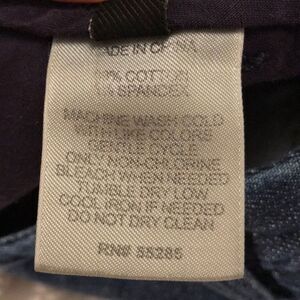 MADE IN CHINA
% COTTON
SPANDEX
MACHINE WASH COLD
WITH LIKE COLORS
GENTLE CYCLE
ONLY NON-CHLORINE
BLEACH WHEN NEEDED
TUMBLE DRY LOW
COOL IRON IF NEEDED
DO NOT DRY CLEAN
RN# 55285